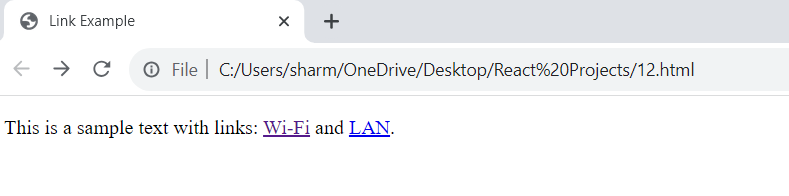 Link Example
File | C:/Users/sharm/OneDrive/Desktop/React%20Projects/12.html
This is a sample text with links: Wi-Fi and LAN.